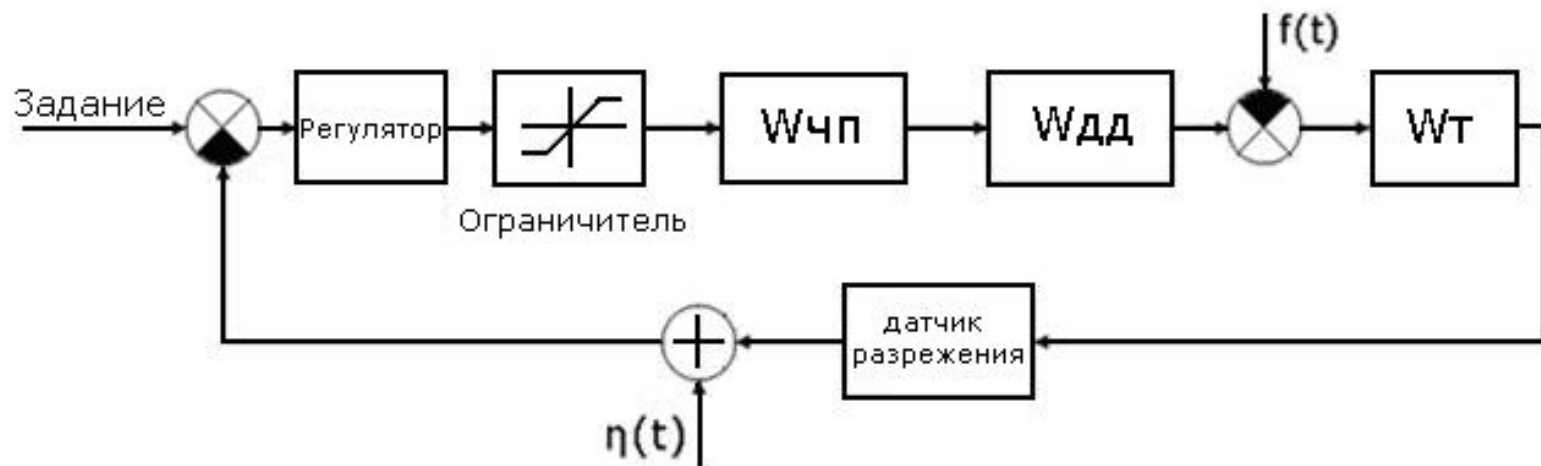 f(t)
Задание
Регулятор
Wчп
Wдд
Wт
Ограничитель
датчик
разрежения
η(t)